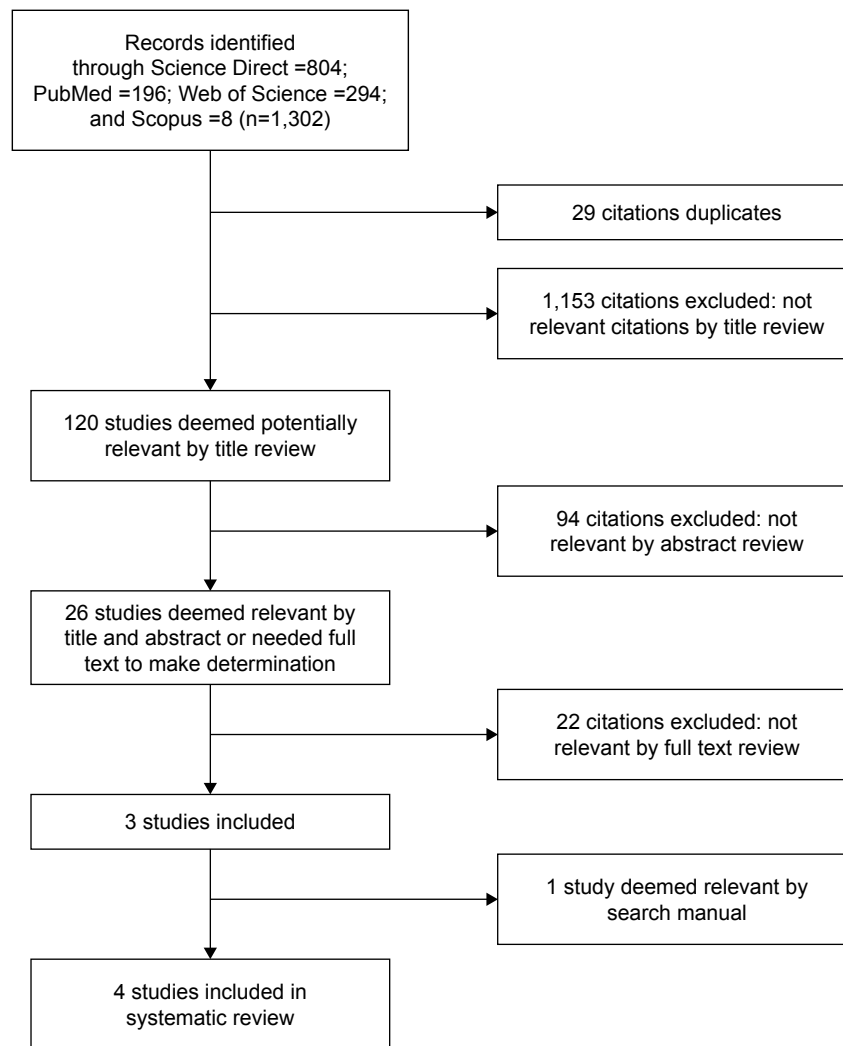 Records identified
through Science Direct =804;
PubMed =196; Web of Science =294;
and Scopus =8 (n=1,302)
29 citations duplicates
1,153 citations excluded: not
relevant citations by title review
120 studies deemed potentially
relevant by title review
94 citations excluded: not
relevant by abstract review
26 studies deemed relevant by
title and abstract or needed full
text to make determination
22 citations excluded: not
relevant by full text review
3 studies included
1 study deemed relevant by
search manual
4 studies included in
systematic review